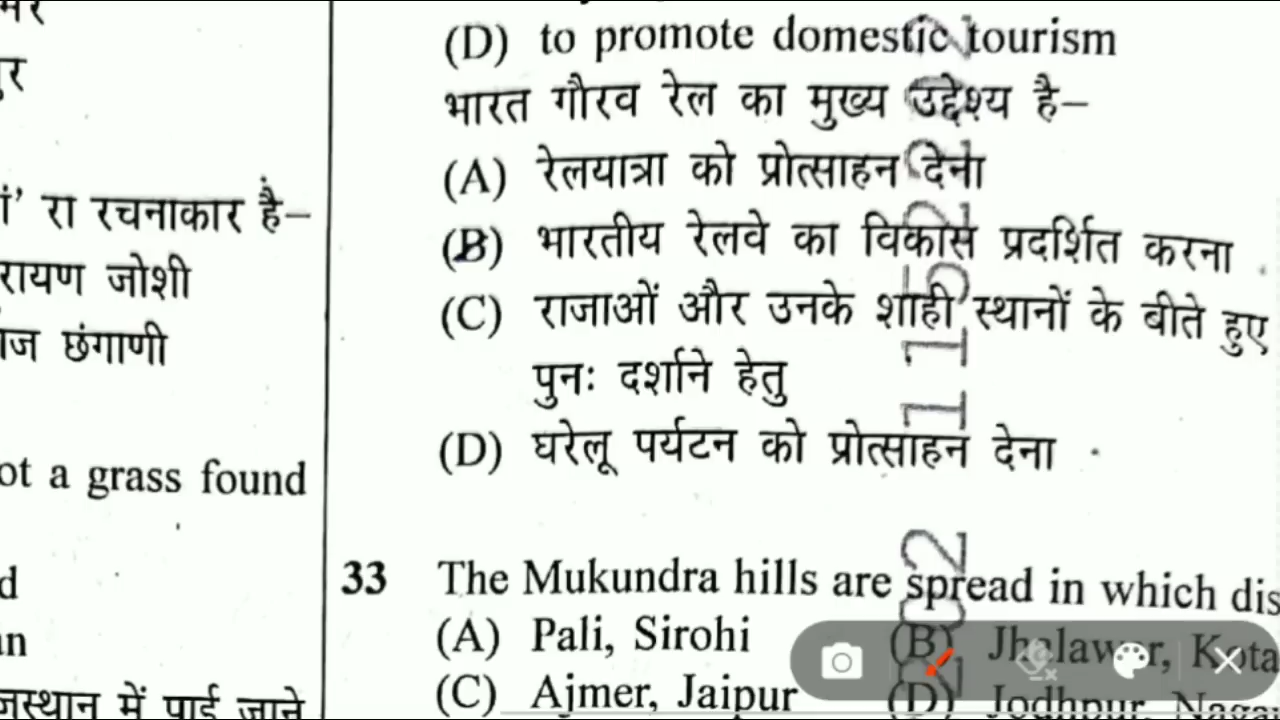 पुर
ां' रा रचनाकार है–
रायण जोशी
ाज छंगाणी
ot a grass found
d
an
जस्थान में पाई जाने
(D) to promote domestic tourism
भारत गौरव रेल का मुख्य उद्देश्य है–
(A) रेलयात्रा को प्रोत्साहन देना
(B) भारतीय रेलवे का विकास प्रदर्शित करना
(C) राजाओं और उनके शाही स्थानों के बीते हुए
पुनः दर्शाने हेतु
(D) घरेलू पर्यटन को प्रोत्साहन देना
33 The Mukundra hills are spread in which dis
(A) Pali, Sirohi (B) Jhalawar, Kota
(C) Ajmer, Jaipur (D) Jodhpur, Nagau